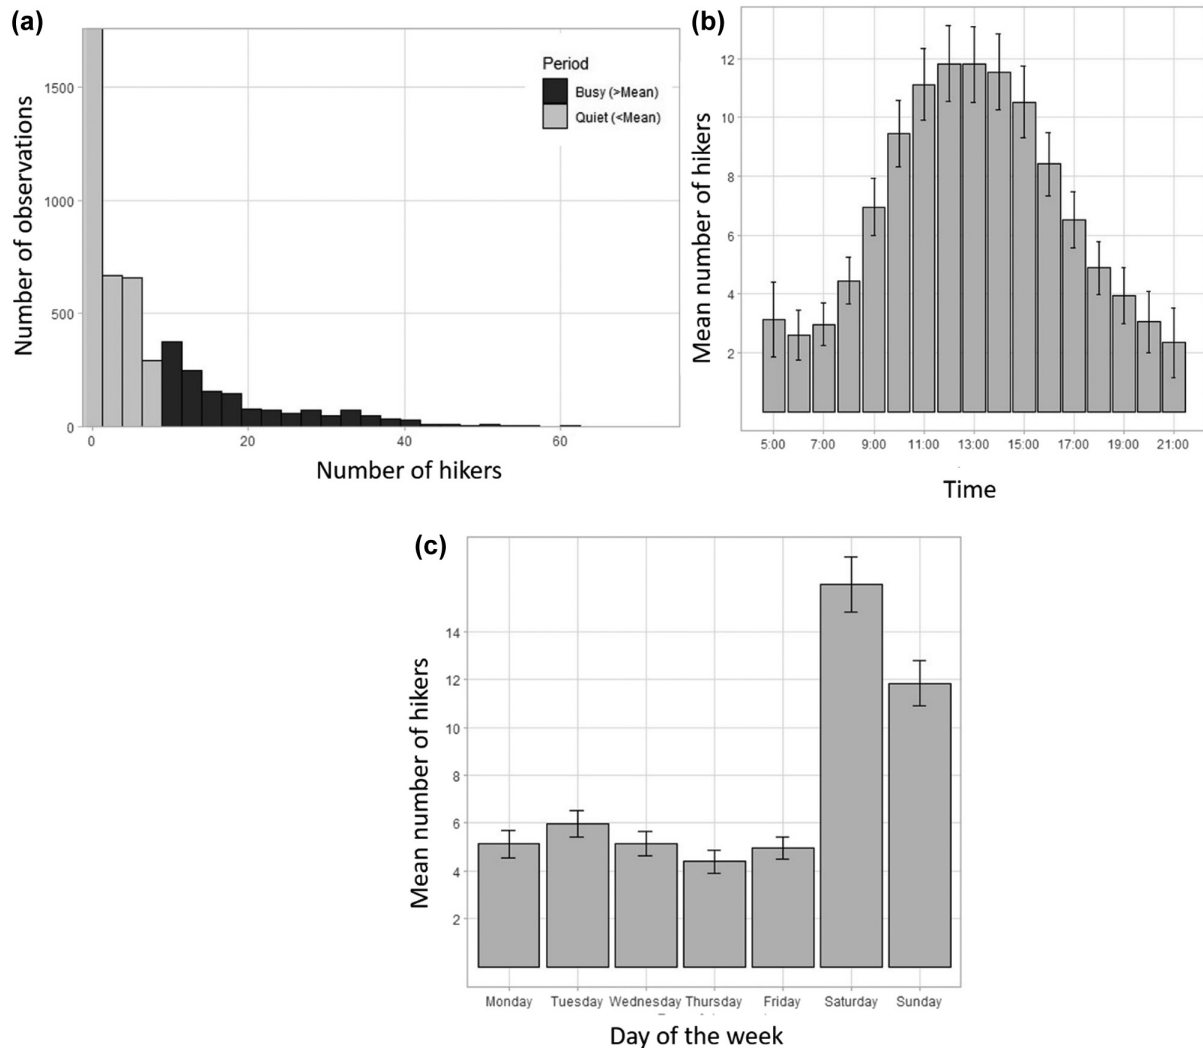 (a)
Number of observations
1500
1000
500
0
0
20
40
60
Number of hikers
Period
Busy (>Mean)
Quiet (<Mean)
(b)
Mean number of hikers
12
10
8
6
4
2
5:00
7:00
9:00
11:00
13:00
15:00
17:00
19:00
21:00
Time
(c)
Mean number of hikers
14
12
10
8
6
4
2
Monday
Tuesday
Wednesday
Thursday
Friday
Saturday
Sunday
Day of the week